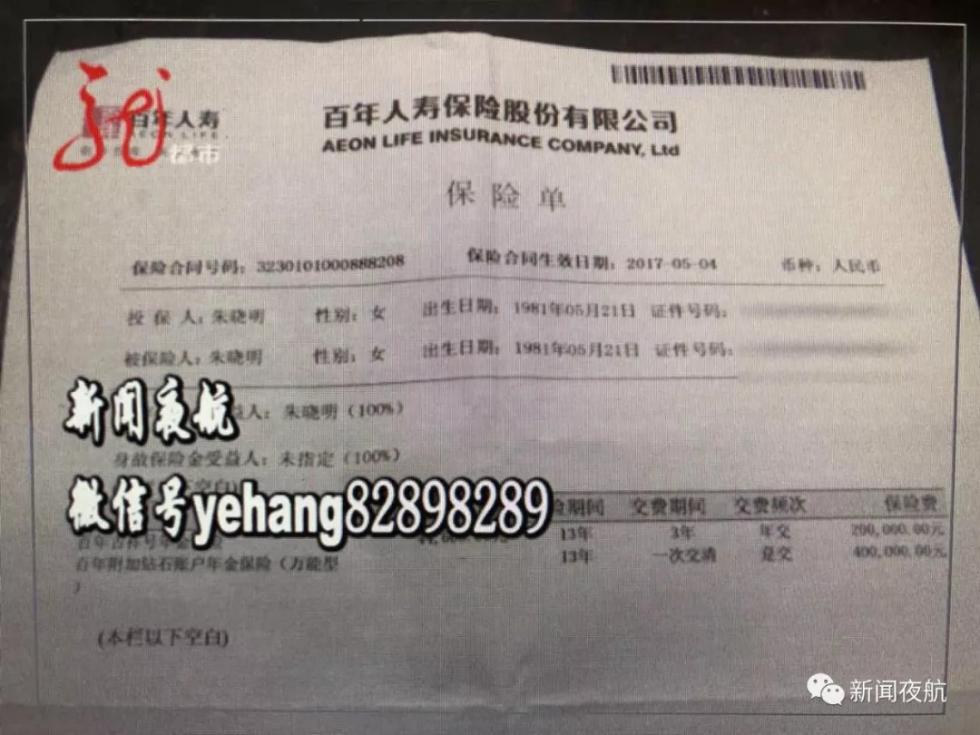 百年人寿
AEON LIFE
都市
百年人寿保险股份有限公司
AEON LIFE INSURANCE COMPANY, Ltd
保险单
保险合同号码：3230101000888208 保险合同生效日期：2017-05-04 币种：人民币
投保人：朱晓明 性别：女 出生日期：1981年05月21日 证件号码：
被保险人：朱晓明 性别：女 出生日期：1981年05月21日 证件号码：
益人：朱晓明（100%）
新闻夜航
身故保险金受益人：未指定（100%）
微信号yehang82898289
险期间 交费期间 交费频次 保险费
13年 3年 年交 200,000.00元
百年附加钻石账户年金保险（万能型 13年 一次交清 趸交 400,000.00元
）
（本栏以下空白）
新闻夜航